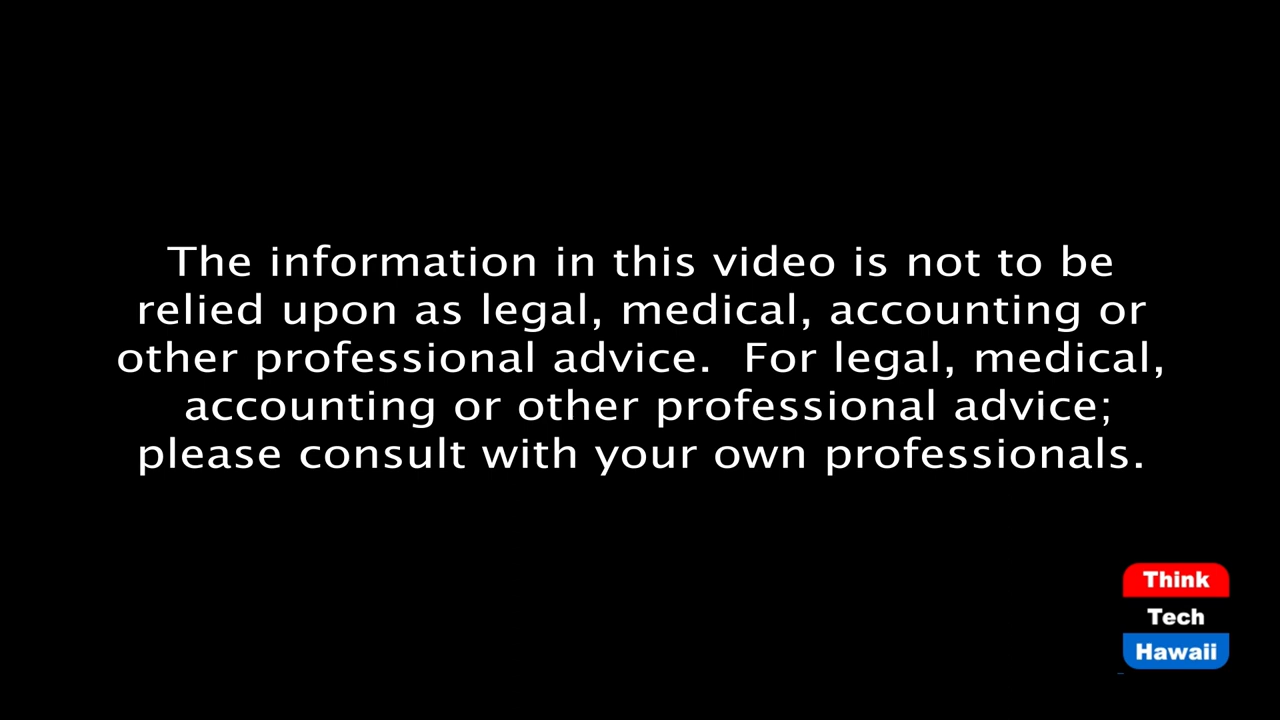 The information in this video is not to be
relied upon as legal, medical, accounting or
other professional advice.  For legal, medical,
accounting or other professional advice;
please consult with your own professionals.
Think
Tech
Hawaii